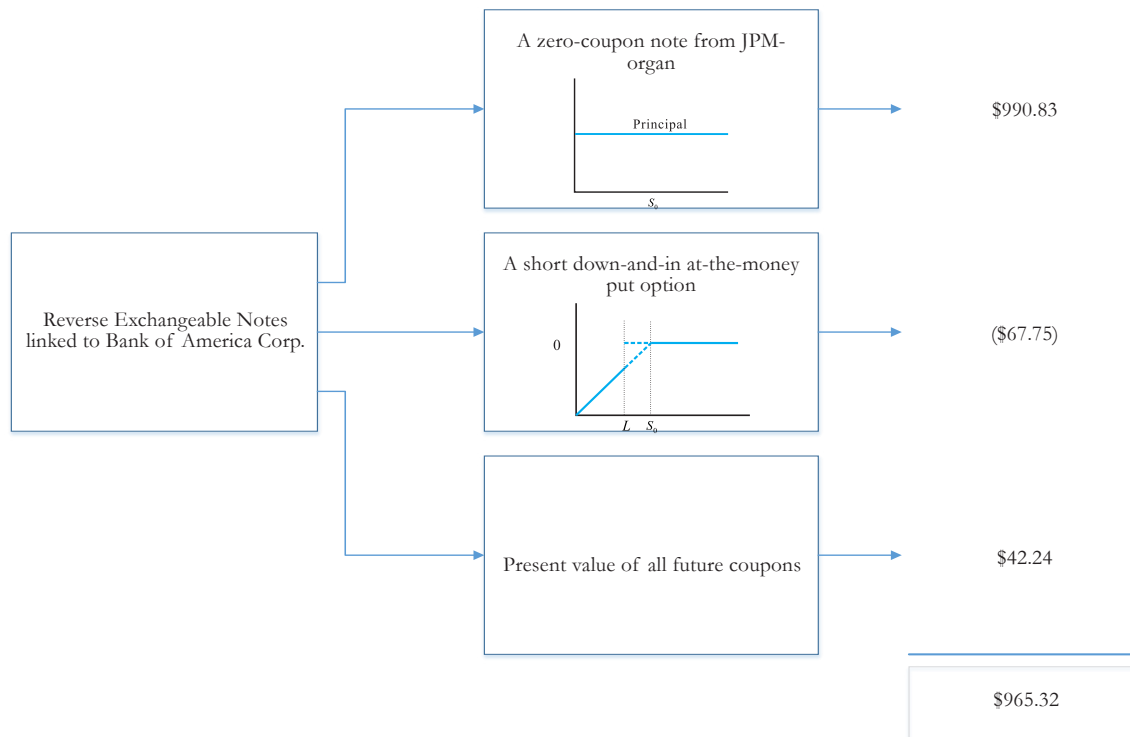 A zero-coupon note from JPM-
organ
Principal
S₀
$990.83
Reverse Exchangeable Notes
linked to Bank of America Corp.
A short down-and-in at-the-money
put option
0
L S₀
($67.75)
Present value of all future coupons
$42.24
$965.32